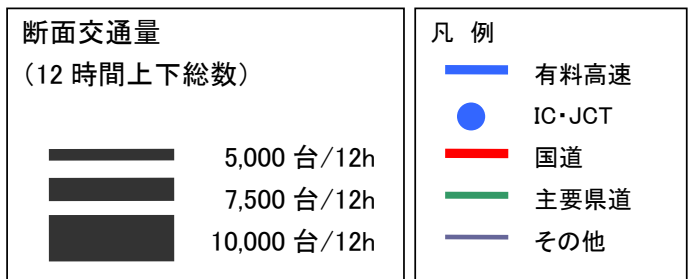 断面交通量
（12 時間上下総数）
5,000 台/12h
7,500 台/12h
10,000 台/12h
凡 例
有料高速
IC・JCT
国道
主要県道
その他